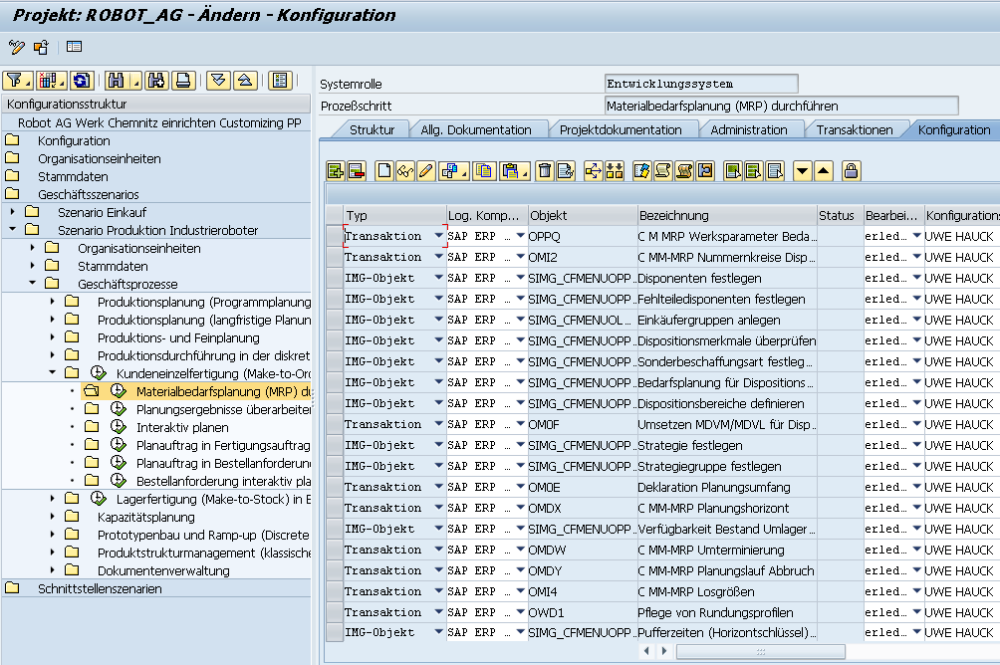 Projekt: ROBOT_AG - Ändern - Konfiguration
Konfigurationsstruktur
Robot AG Werk Chemnitz einrichten Customizing PP
Konfiguration
Organisationseinheiten
Stammdaten
Geschäftsszenarios
Szenario Einkauf
Szenario Produktion Industrieroboter
Organisationseinheiten
Stammdaten
Geschäftsprozesse
Produktionsplanung (Programmplanung
Produktionsplanung (langfristige Planun
Produktions- und Feinplanung
Produktionsdurchführung in der diskret
Kundeneinzelfertigung (Make-to-Ord
Materialbedarfsplanung (MRP) du
Planungsergebnisse überarbeite
Interaktiv planen
Planauftrag in Fertigungsauftrag
Planauftrag in Bestellanforderun
Bestellanforderung interaktiv pla
Lagerfertigung (Make-to-Stock) in E
Kapazitätsplanung
Prototypenbau und Ramp-up (Discrete
Produktstrukturmanagement (klassische
Dokumentenverwaltung
Schnittstellenszenarien
Systemrolle Entwicklungssystem
Prozeßschritt Materialbedarfsplanung (MRP) durchführen
Struktur Allg. Dokumentation Projektdokumentation Administration Transaktionen Konfiguration
Typ Log. Komp... Objekt Bezeichnung Status Bearbei... Konfigurations
Transaktion SAP ERP ... OPPQ C M MRP Werksparameter Beda... erled... UWE HAUCK
Transaktion SAP ERP ... OMI2 C MM-MRP Nummernkreise Disp... erled... UWE HAUCK
IMG-Objekt SAP ERP ... SIMG_CFMENUOPP... Disponenten festlegen erled... UWE HAUCK
IMG-Objekt SAP ERP ... SIMG_CFMENUOPP... Fehlteiledisponenten festlegen erled... UWE HAUCK
IMG-Objekt SAP ERP ... SIMG_CFMENUOL... Einkäufergruppen anlegen erled... UWE HAUCK
IMG-Objekt SAP ERP ... SIMG_CFMENUOPP... Dispositionsmerkmale überprüfen erled... UWE HAUCK
IMG-Objekt SAP ERP ... SIMG_CFMENUOPP... Sonderbeschaffungsart festleg... erled... UWE HAUCK
IMG-Objekt SAP ERP ... SIMG_CFMENUOPP... Bedarfsplanung für Dispositions... erled... UWE HAUCK
IMG-Objekt SAP ERP ... SIMG_CFMENUOPP... Dispositionsbereiche definieren erled... UWE HAUCK
Transaktion SAP ERP ... OM0F Umsetzen MDVM/MDVL für Disp... erled... UWE HAUCK
IMG-Objekt SAP ERP ... SIMG_CFMENUOPP... Strategie festlegen erled... UWE HAUCK
IMG-Objekt SAP ERP ... SIMG_CFMENUOPP... Strategiegruppe festlegen erled... UWE HAUCK
Transaktion SAP ERP ... OM0E Deklaration Planungsumfang erled... UWE HAUCK
Transaktion SAP ERP ... OMDX C MM-MRP Planungshorizont erled... UWE HAUCK
IMG-Objekt SAP ERP ... SIMG_CFMENUOPP... Verfügbarkeit Bestand Umlager... erled... UWE HAUCK
Transaktion SAP ERP ... OMDW C MM-MRP Umterminierung erled... UWE HAUCK
Transaktion SAP ERP ... OMDY C MM-MRP Planungslauf Abbruch erled... UWE HAUCK
Transaktion SAP ERP ... OMI4 C MM-MRP Losgrößen erled... UWE HAUCK
Transaktion SAP ERP ... OWD1 Pflege von Rundungsprofilen erled... UWE HAUCK
IMG-Objekt SAP ERP ... SIMG_CFMENUOPP... Pufferzeiten (Horizontschlüssel)... erled... UWE HAUCK